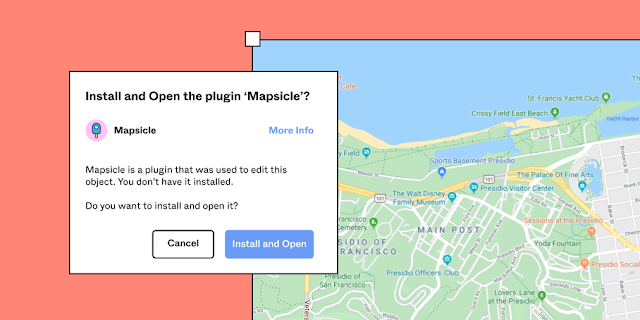 Install and Open the plugin ‘Mapsicle’?
Mapsicle
More Info
Mapsicle is a plugin that was used to edit this
object. You don’t have it installed.
Do you want to install and open it?
Cancel
Install and Open
St. Francis Yacht Club
Crissy Field East Beach
Yacht Harbor
Field
Mason St
Sports Basement Presidio
The Palace Of Fine Arts
The Walt Disney
Family Museum
Presidio Visitor Center
101
101
Francisco
Cemetery
MAIN POST
Sessions at the Presidio
Yoda Fountain
SIDIO OF
FRANCISCO
Presidio Officers' Club
Presidio Social
Presidio of
San Francisco
Lovers' Lane
at the Presidio